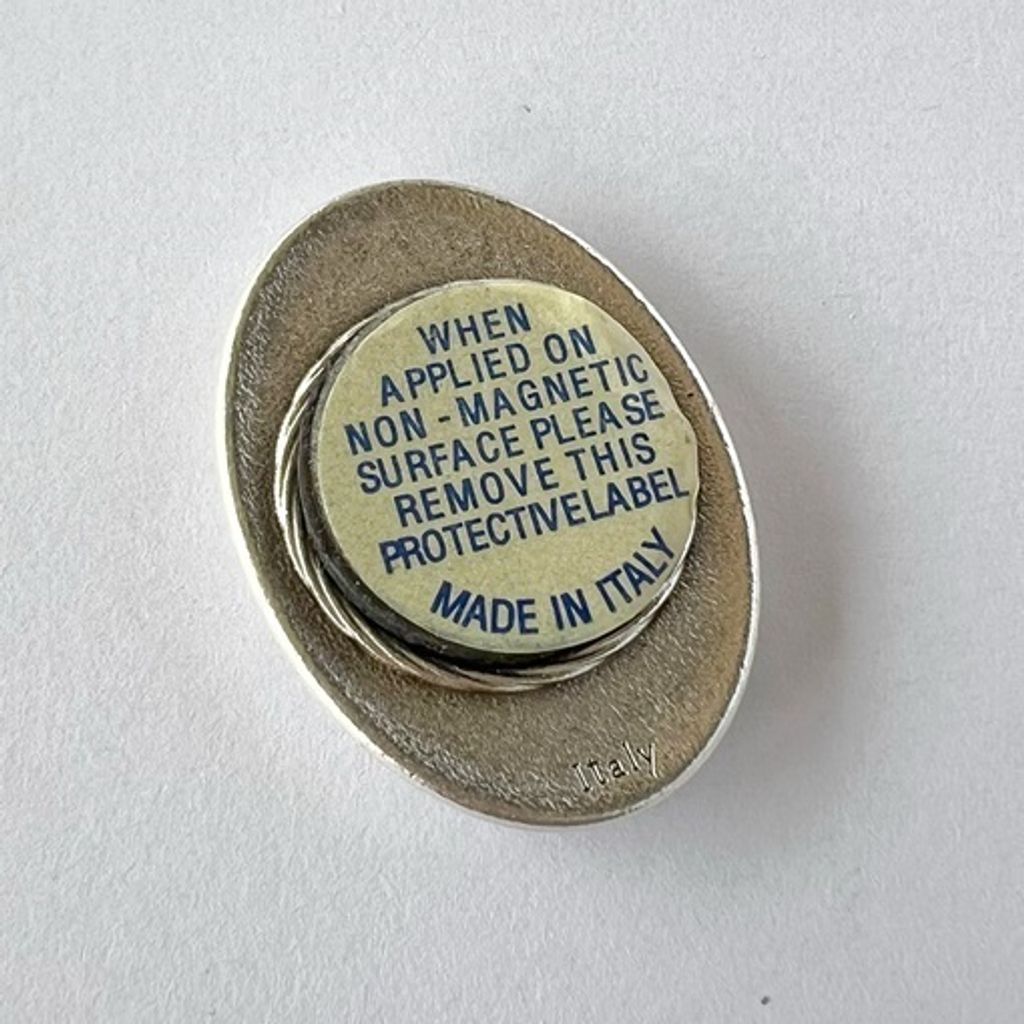 WHEN
APPLIED ON
NON - MAGNETIC
SURFACE PLEASE
REMOVE THIS
PROTECTIVELABEL
MADE IN ITALY
Italy